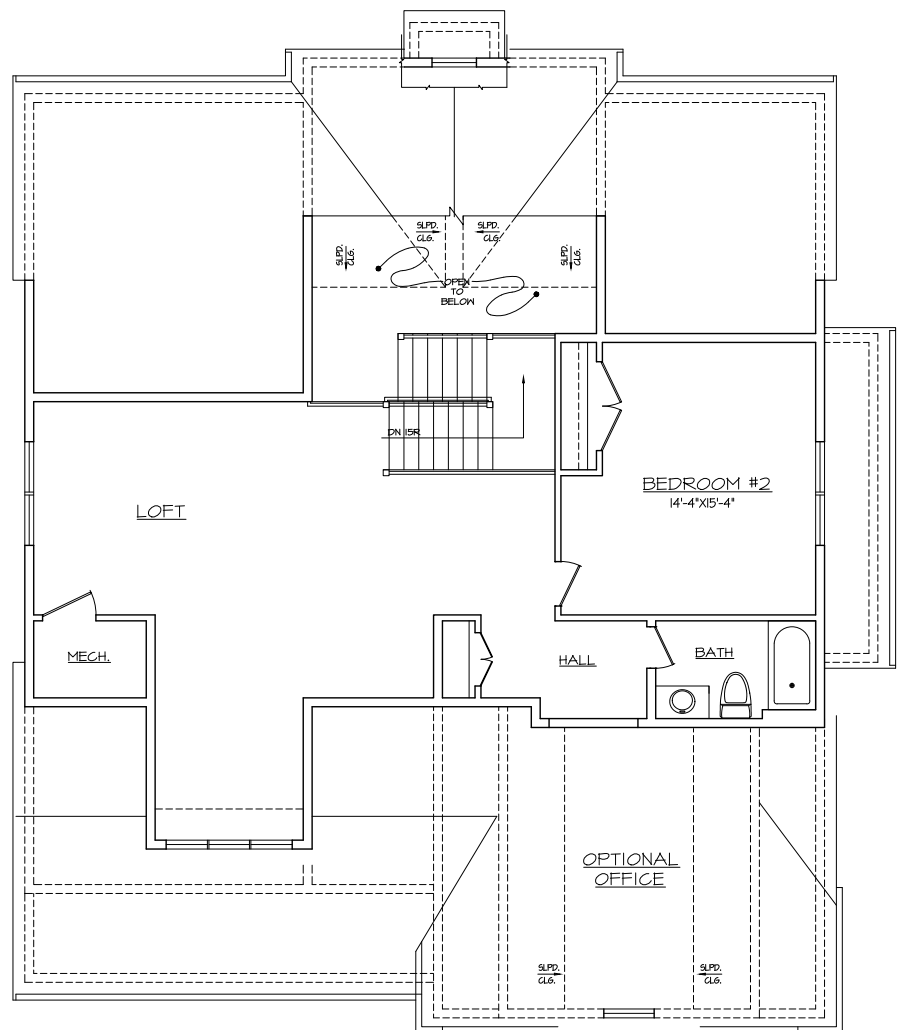 SLPD.
CLG.
SLPD.
CLG.
SLPD.
CLG.
SLPD.
CLG.
OPEN
TO
BELOW
DN 15R
BEDROOM #2
14'-4"X15'-4"
LOFT
MECH.
HALL
BATH
OPTIONAL
OFFICE
SLPD.
CLG.
SLPD.
CLG.